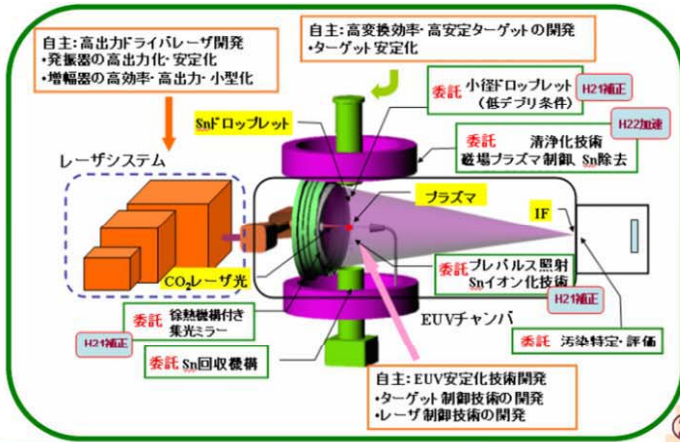 自主:高出力ドライバレーザ開発
・発振器の高出力化・安定化
・増幅器の高効率・高出力・小型化
自主:高変換効率・高安定ターゲットの開発
・ターゲット安定化
委託 小径ドロップレット
(低デブリ条件)
H21補正
Snドロップレット
H22加速
委託 清浄化技術
磁場プラズマ制御、Sn除去
レーザシステム
プラズマ
IF
CO₂レーザ光
委託 プレパルス照射
Snイオン化技術
H21補正
委託 徐熱機構付き
集光ミラー
H21補正
EUVチャンバ
委託 汚染特定・評価
委託 Sn回収機構
自主:EUV安定化技術開発
・ターゲット制御技術の開発
・レーザ制御技術の開発